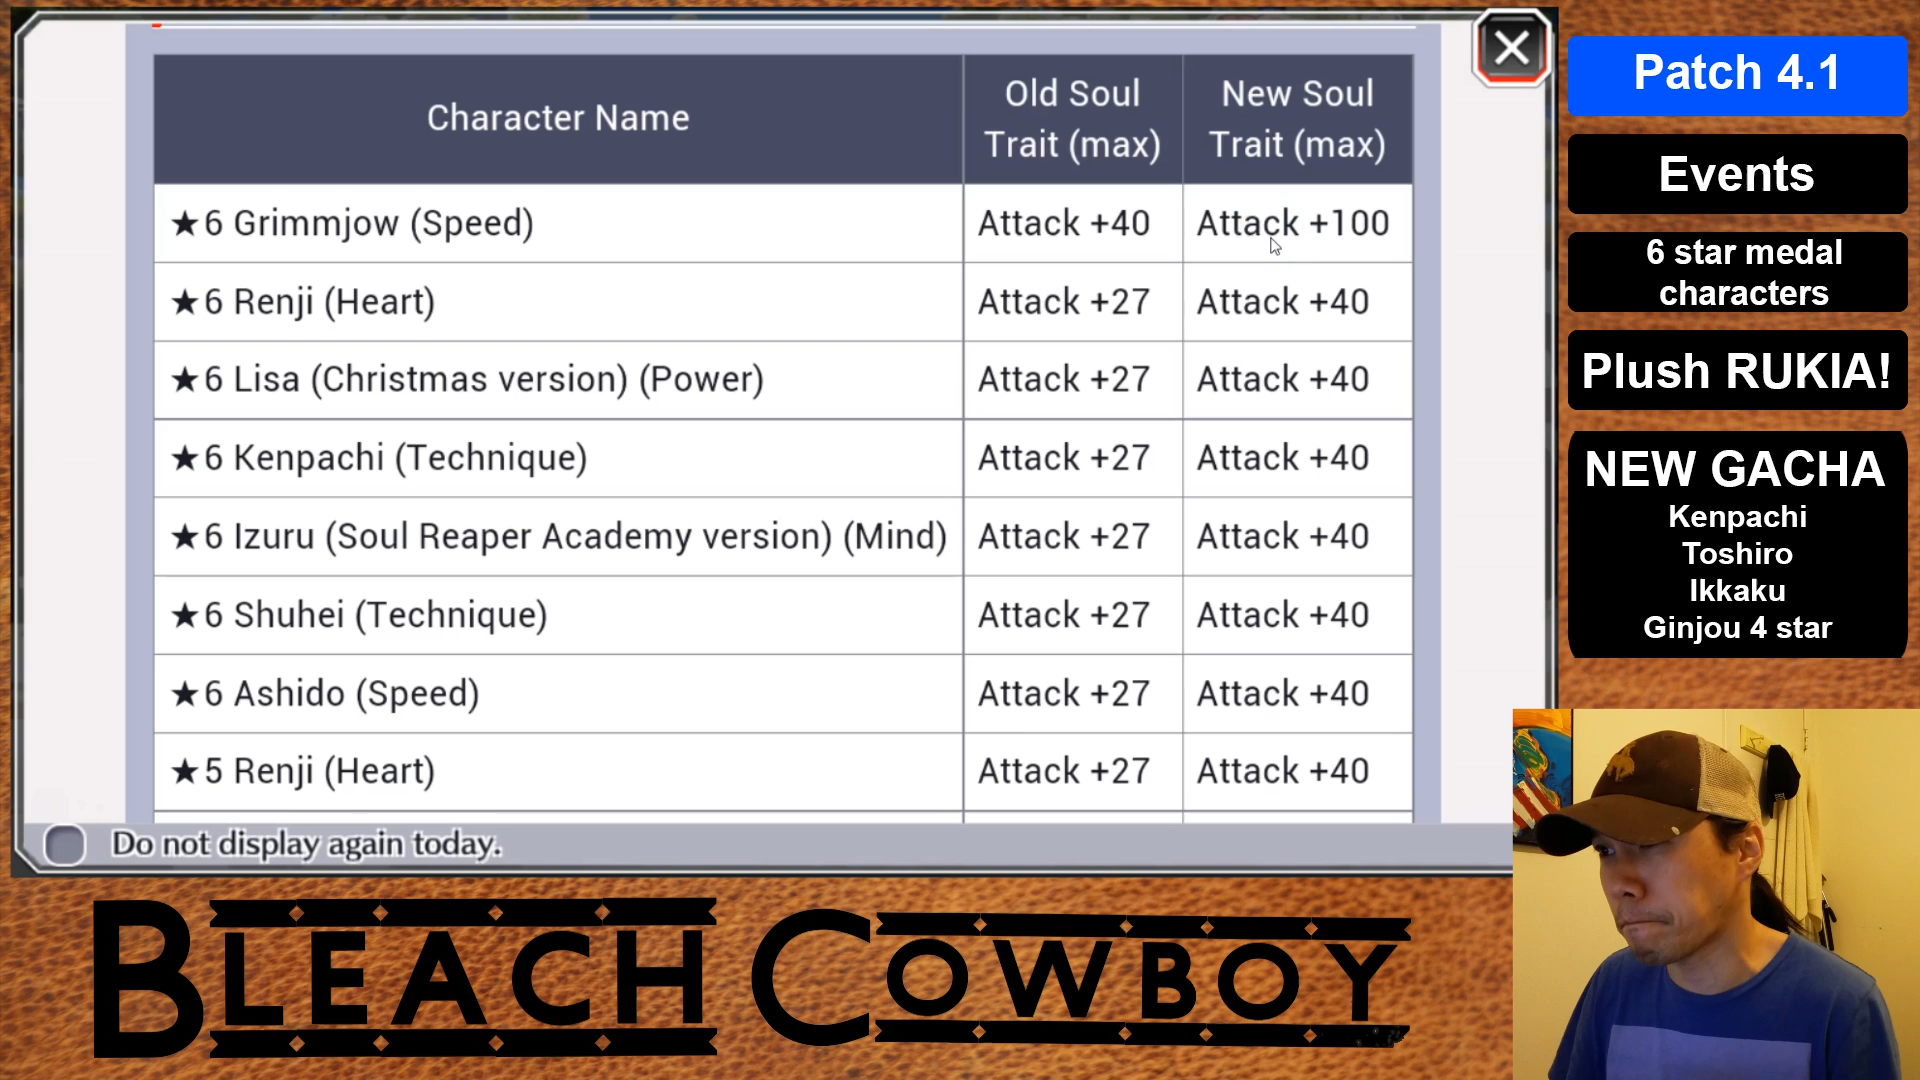 Character Name
Old Soul
Trait (max)
New Soul
Trait (max)
★6 Grimmjow (Speed)
Attack +40
Attack +100
★6 Renji (Heart)
Attack +27
Attack +40
★6 Lisa (Christmas version) (Power)
Attack +27
Attack +40
★6 Kenpachi (Technique)
Attack +27
Attack +40
★6 Izuru (Soul Reaper Academy version) (Mind)
Attack +27
Attack +40
★6 Shuhei (Technique)
Attack +27
Attack +40
★6 Ashido (Speed)
Attack +27
Attack +40
★5 Renji (Heart)
Attack +27
Attack +40
Do not display again today.
Patch 4.1
Events
6 star medal
characters
Plush RUKIA!
NEW GACHA
Kenpachi
Toshiro
Ikkaku
Ginjou 4 star
BLEACH COWBOY